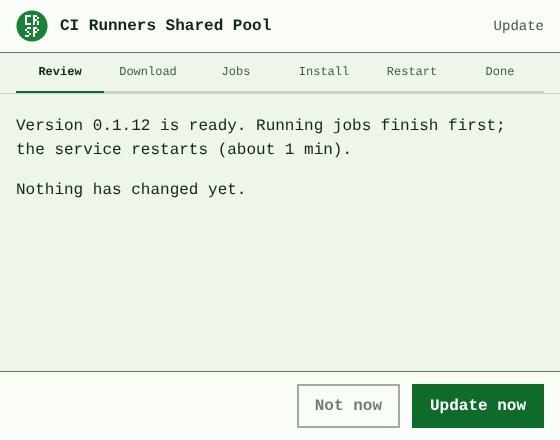 CR
SP
CI Runners Shared Pool
Update
Review
Download
Jobs
Install
Restart
Done
Version 0.1.12 is ready. Running jobs finish first;
the service restarts (about 1 min).
Nothing has changed yet.
Not now
Update now